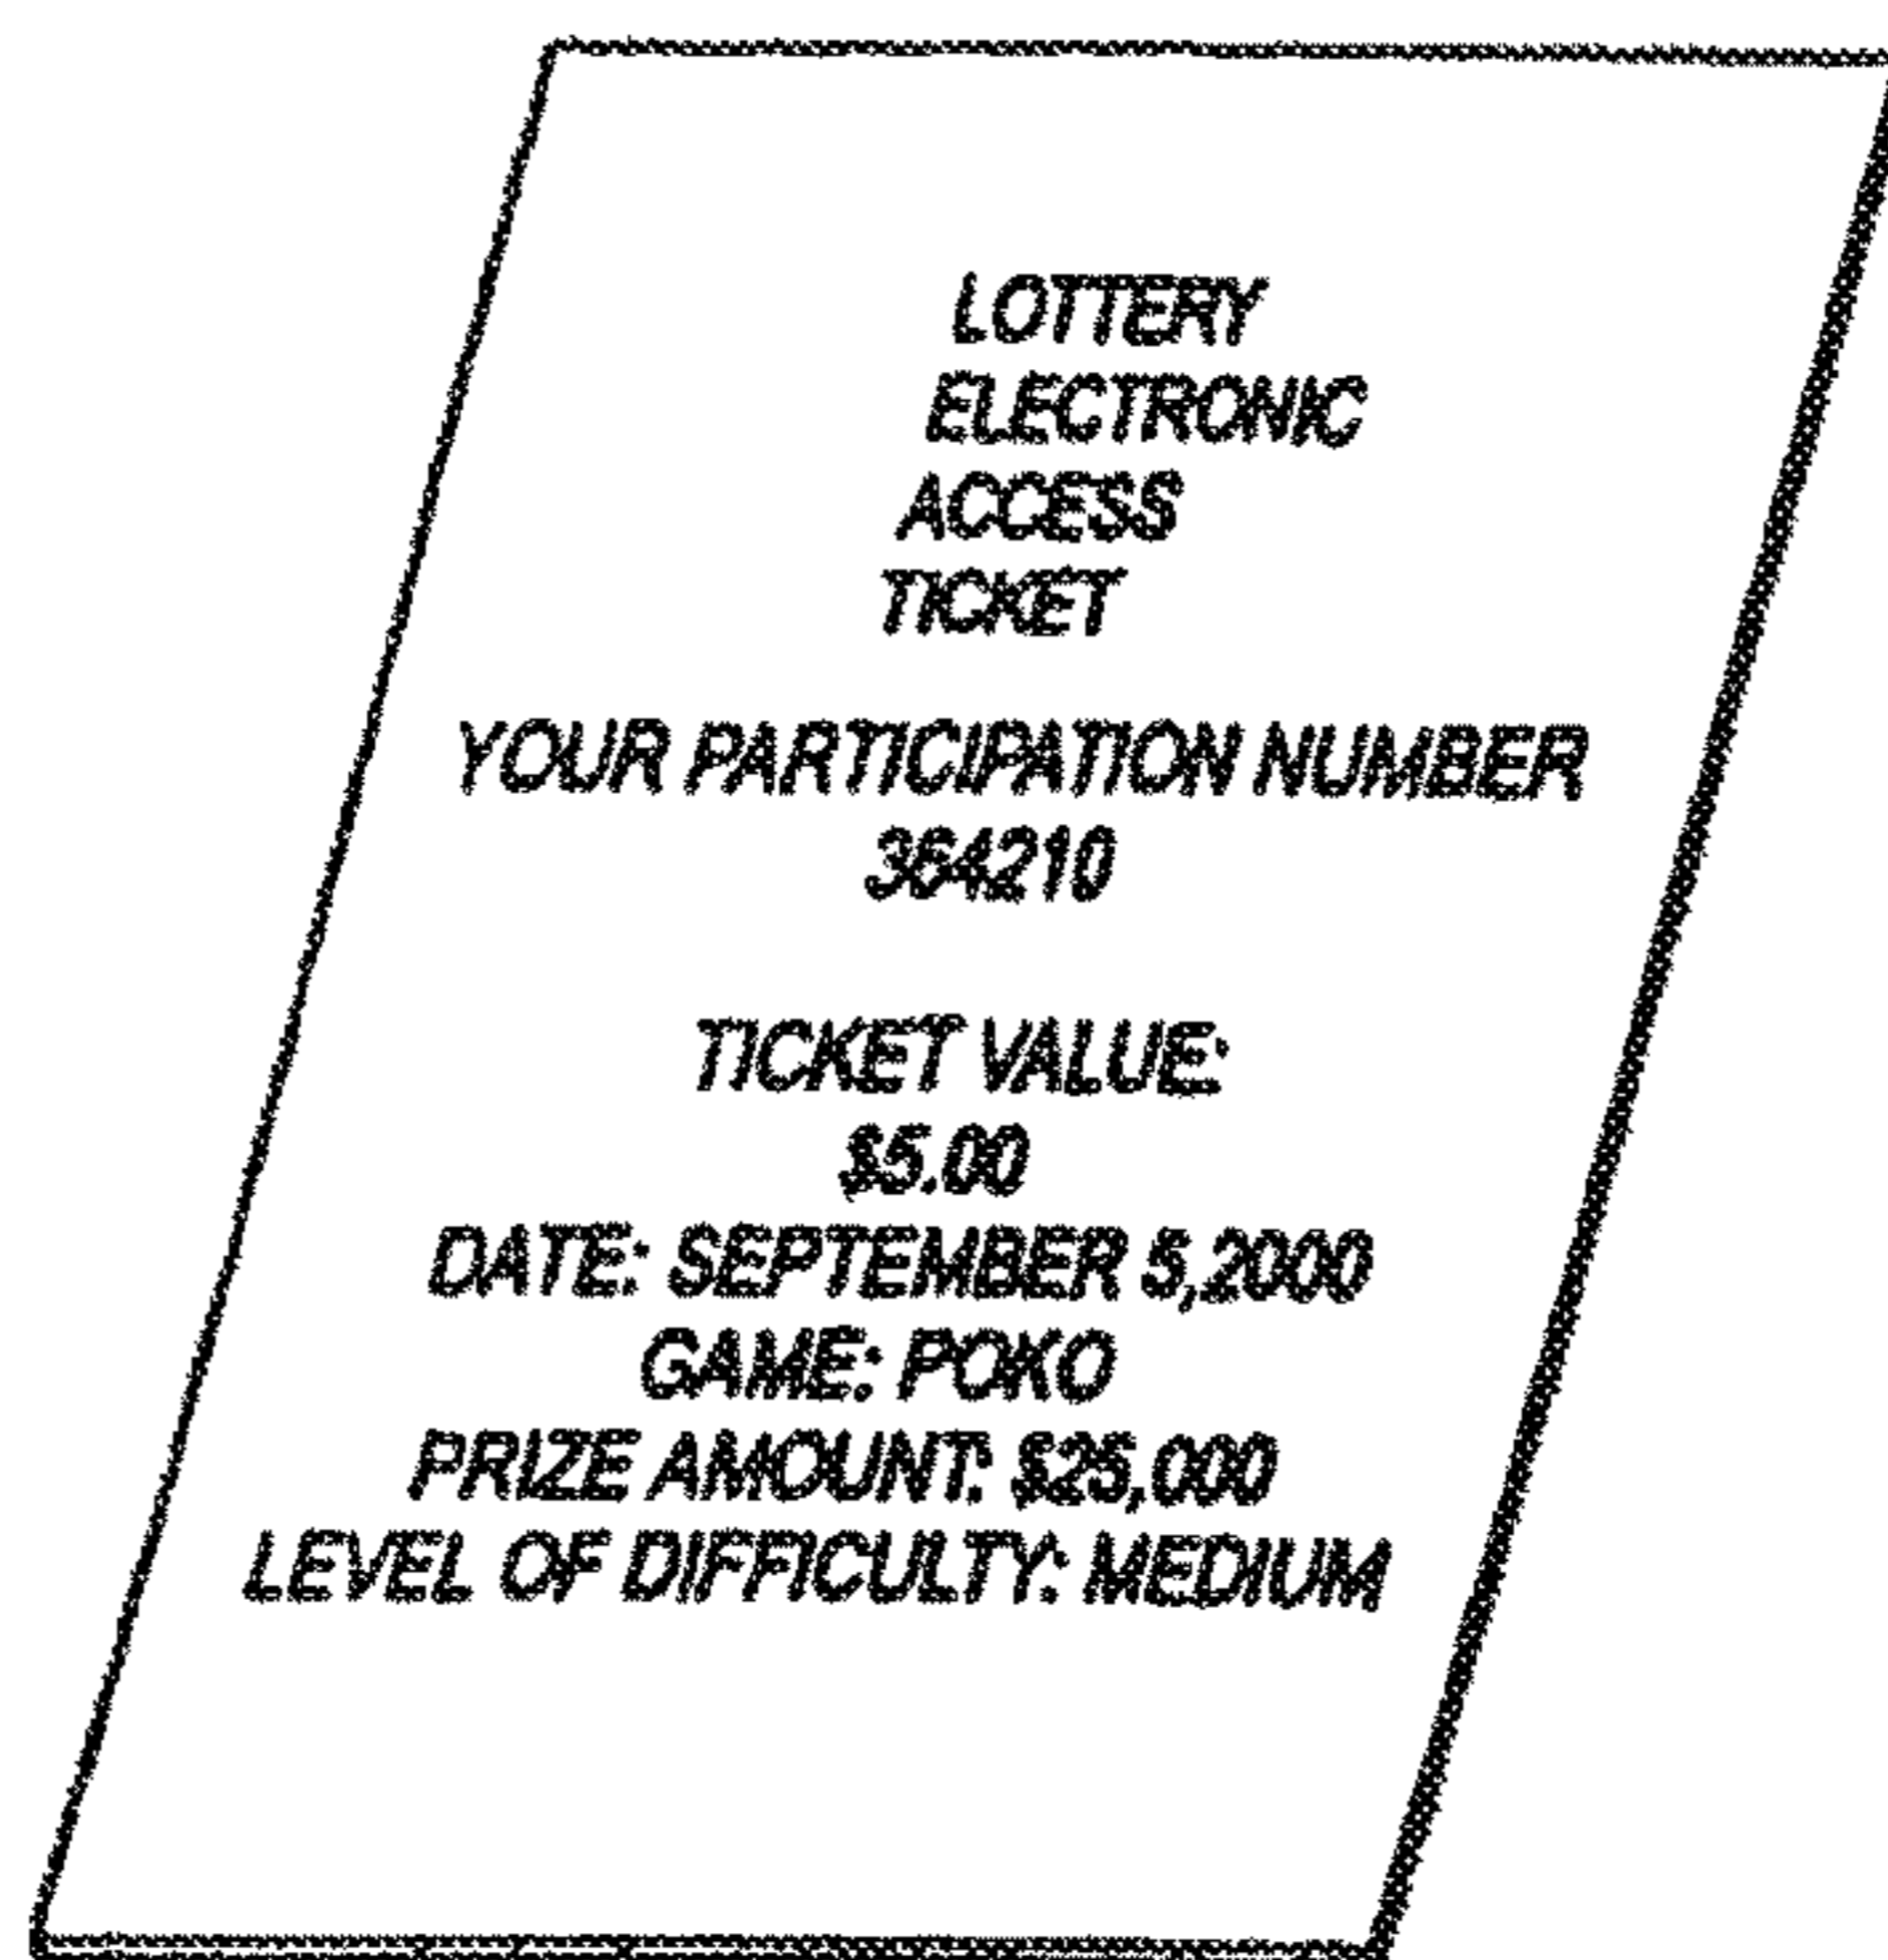 LOTTERY
ELECTRONIC
ACCESS
TICKET
YOUR PARTICIPATION NUMBER
364210
TICKET VALUE:
$5.00
DATE: SEPTEMBER 5,2000
GAME: POKO
PRIZE AMOUNT: $25,000
LEVEL OF DIFFICULTY: MEDIUM